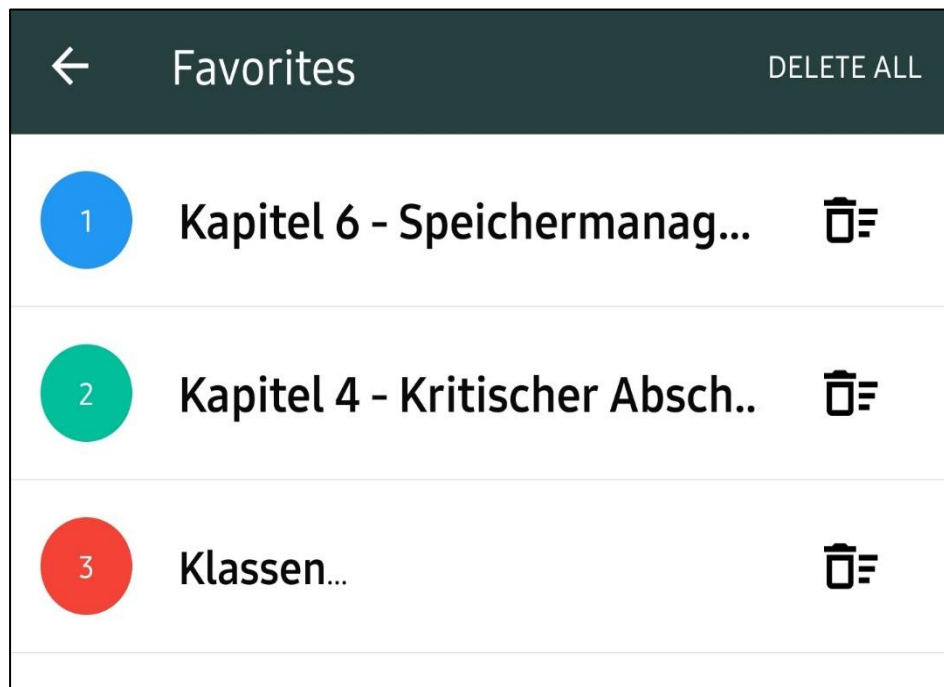 Favorites DELETE ALL
1 Kapitel 6 - Speichermanag...
2 Kapitel 4 - Kritischer Absch..
3 Klassen...